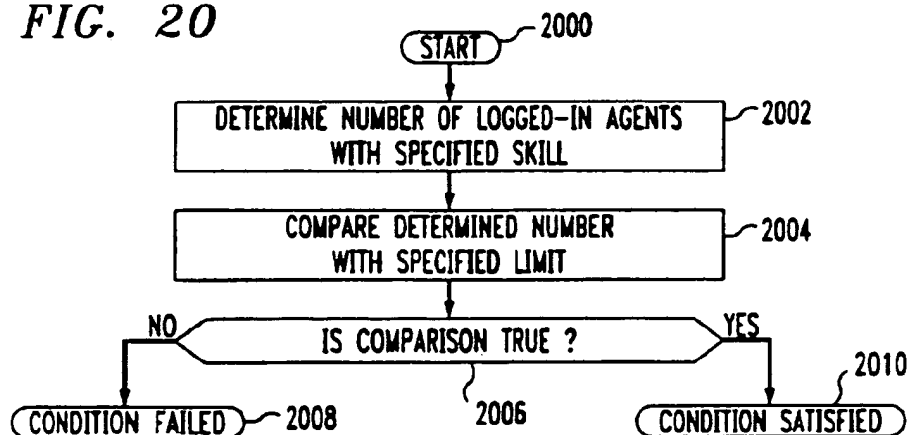 FIG. 20
START
2000
DETERMINE NUMBER OF LOGGED-IN AGENTS
WITH SPECIFIED SKILL
2002
COMPARE DETERMINED NUMBER
WITH SPECIFIED LIMIT
2004
NO
IS COMPARISON TRUE ?
YES
2006
CONDITION FAILED
2008
2010
CONDITION SATISFIED